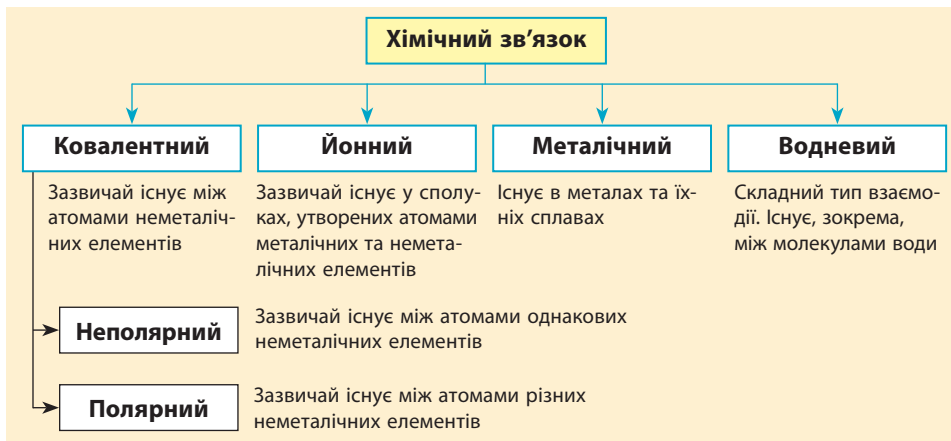 Хімічний зв’язок
Ковалентний
Зазвичай існує між
атомами неметаліч-
них елементів
Йонний
Зазвичай існує у сполу-
ках, утворених атомами
металічних та немета-
лічних елементів
Металічний
Існує в металах та їх-
ніх сплавах
Водневий
Складний тип взаємо-
дії. Існує, зокрема,
між молекулами води
Неполярний
Зазвичай існує між атомами однакових
неметалічних елементів
Полярний
Зазвичай існує між атомами різних
неметалічних елементів